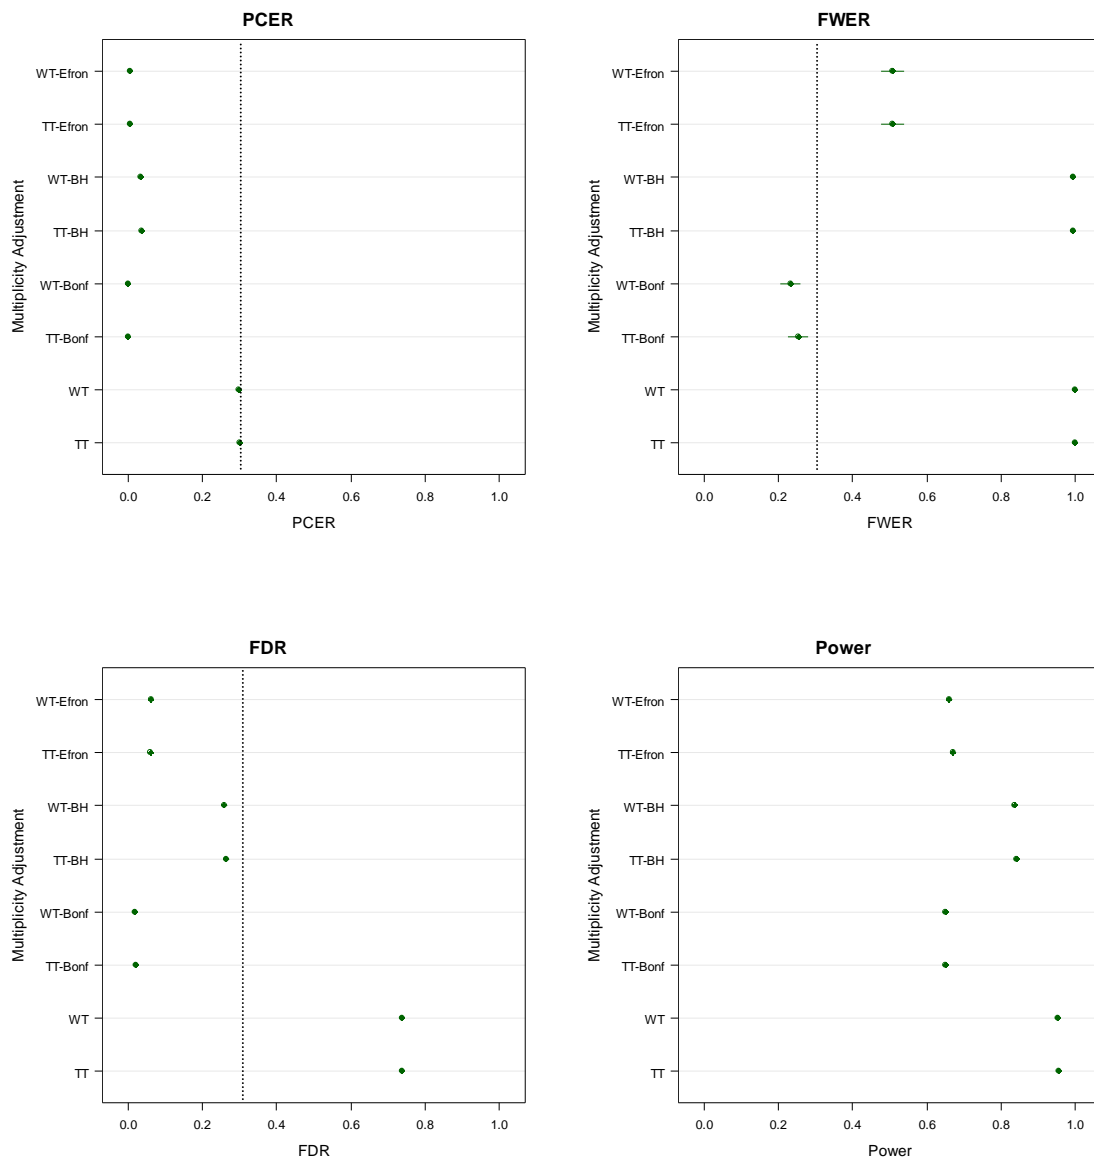 PCER
Multiplicity Adjustment
WT-Efron
TT-Efron
WT-BH
TT-BH
WT-Bonf
TT-Bonf
WT
TT
0.0 0.2 0.4 0.6 0.8 1.0
PCER
FWER
Multiplicity Adjustment
WT-Efron
TT-Efron
WT-BH
TT-BH
WT-Bonf
TT-Bonf
WT
TT
0.0 0.2 0.4 0.6 0.8 1.0
FWER
FDR
Multiplicity Adjustment
WT-Efron
TT-Efron
WT-BH
TT-BH
WT-Bonf
TT-Bonf
WT
TT
0.0 0.2 0.4 0.6 0.8 1.0
FDR
Power
Multiplicity Adjustment
WT-Efron
TT-Efron
WT-BH
TT-BH
WT-Bonf
TT-Bonf
WT
TT
0.0 0.2 0.4 0.6 0.8 1.0
Power